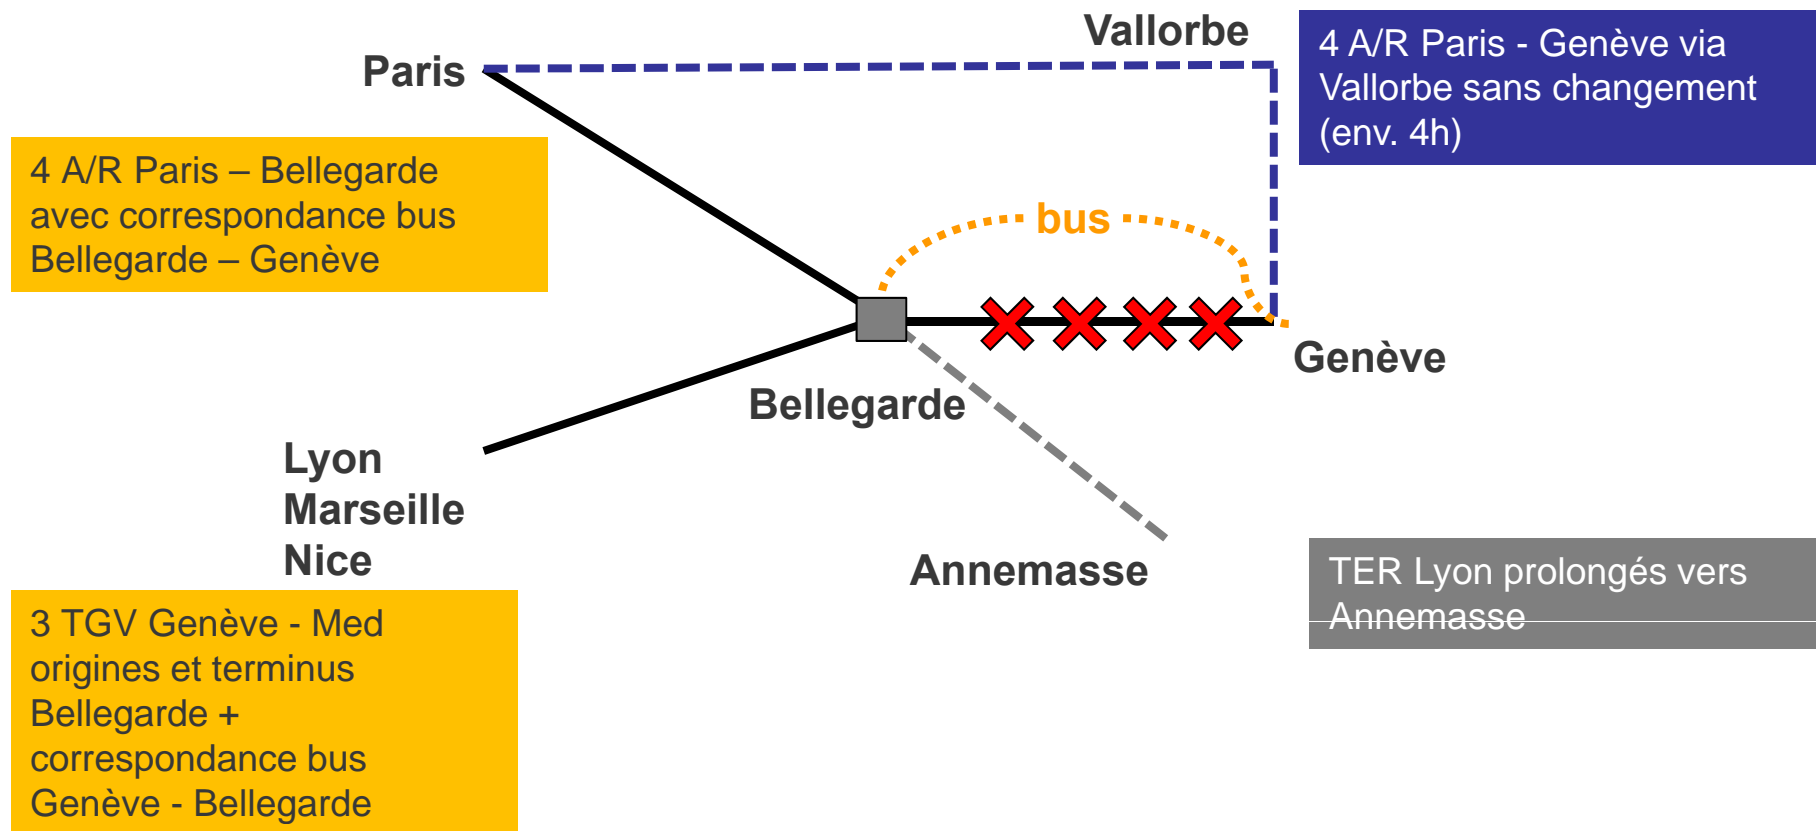 Vallorbe
Paris
4 A/R Paris - Genève via
Vallorbe sans changement
(env. 4h)
4 A/R Paris – Bellegarde
avec correspondance bus
Bellegarde – Genève
bus
Genève
Bellegarde
Lyon
Marseille
Nice
Annemasse
TER Lyon prolongés vers
Annemasse
3 TGV Genève - Med
origines et terminus
Bellegarde +
correspondance bus
Genève - Bellegarde